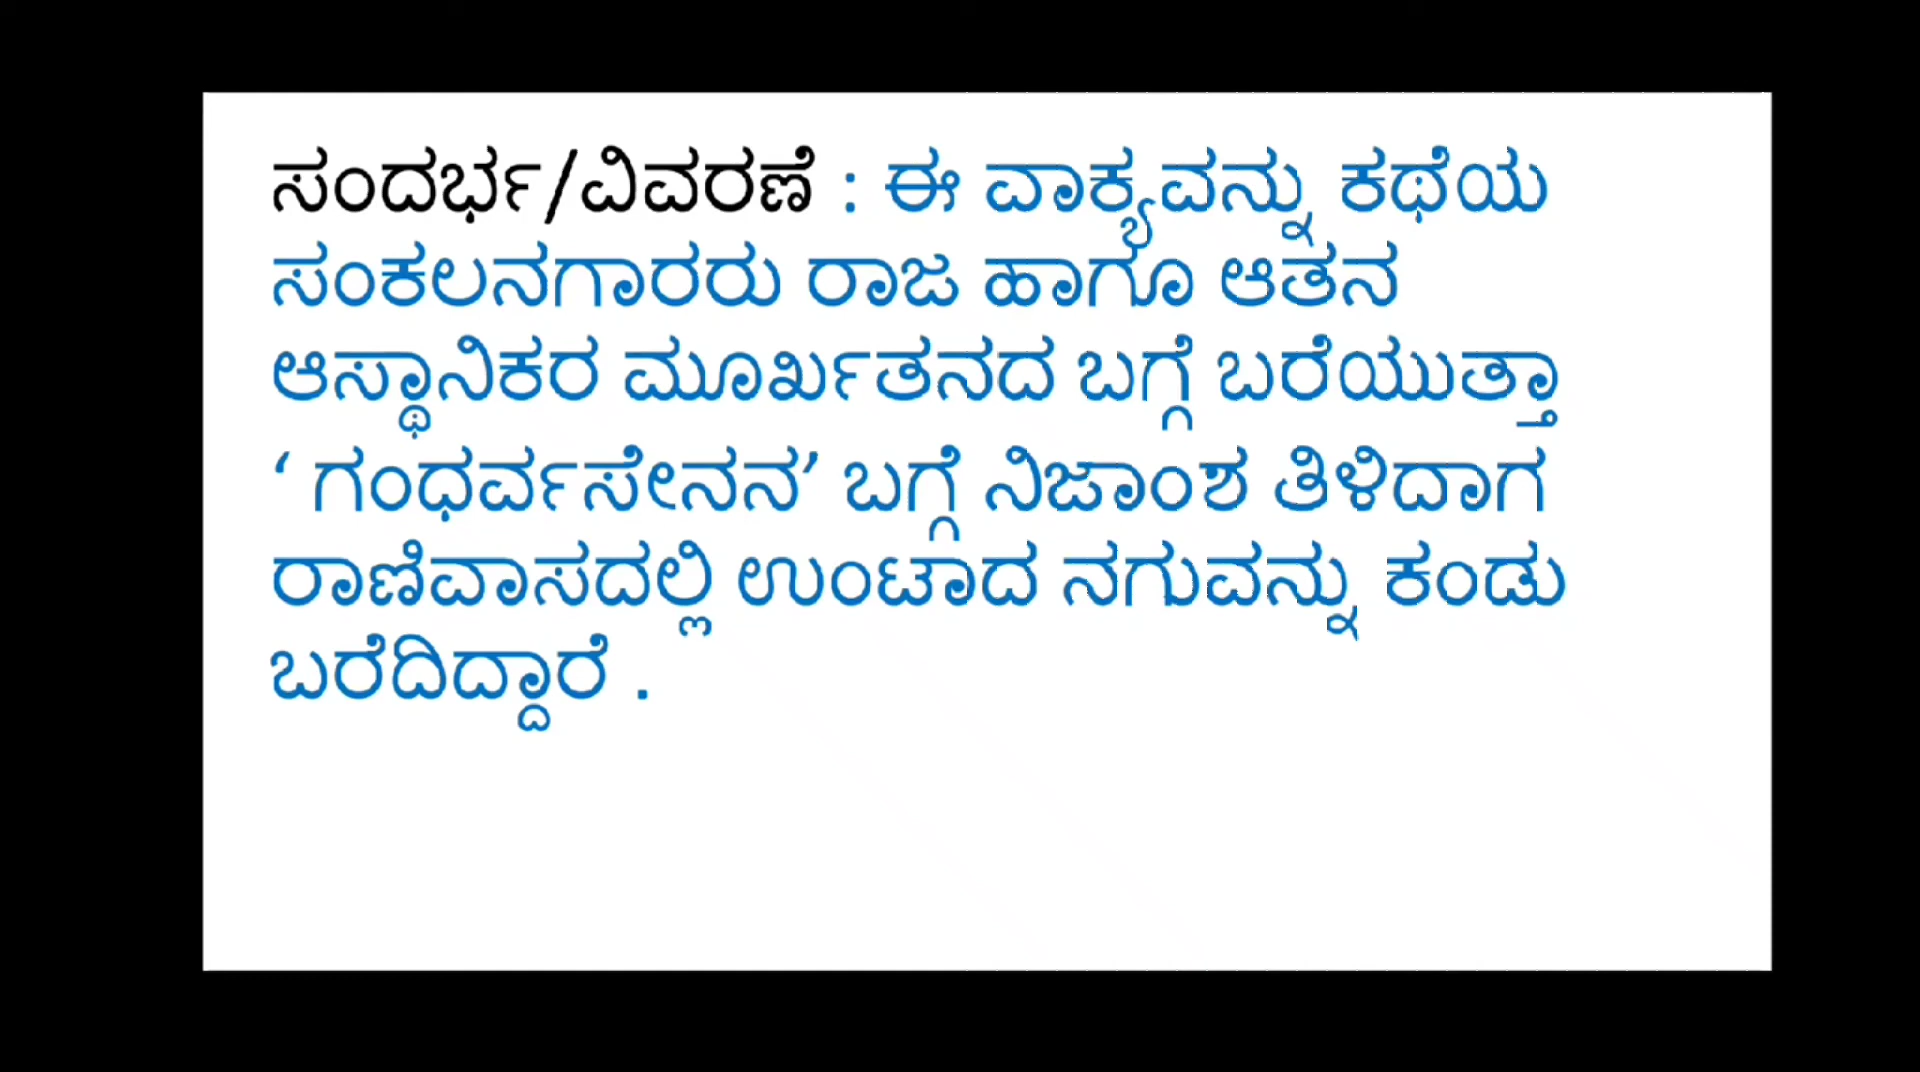 ಸಂದರ್ಭ/ವಿವರಣೆ : ಈ ವಾಕ್ಯವನ್ನು ಕಥೆಯ
ಸಂಕಲನಗಾರರು ರಾಜ ಹಾಗೂ ಆತನ
ಆಸ್ಥಾನಿಕರ ಮೂರ್ಖತನದ ಬಗ್ಗೆ ಬರೆಯುತ್ತಾ
‘ ಗಂಧರ್ವಸೇನನ’ ಬಗ್ಗೆ ನಿಜಾಂಶ ತಿಳಿದಾಗ
ರಾಣಿವಾಸದಲ್ಲಿ ಉಂಟಾದ ನಗುವನ್ನು ಕಂಡು
ಬರೆದಿದ್ದಾರೆ .